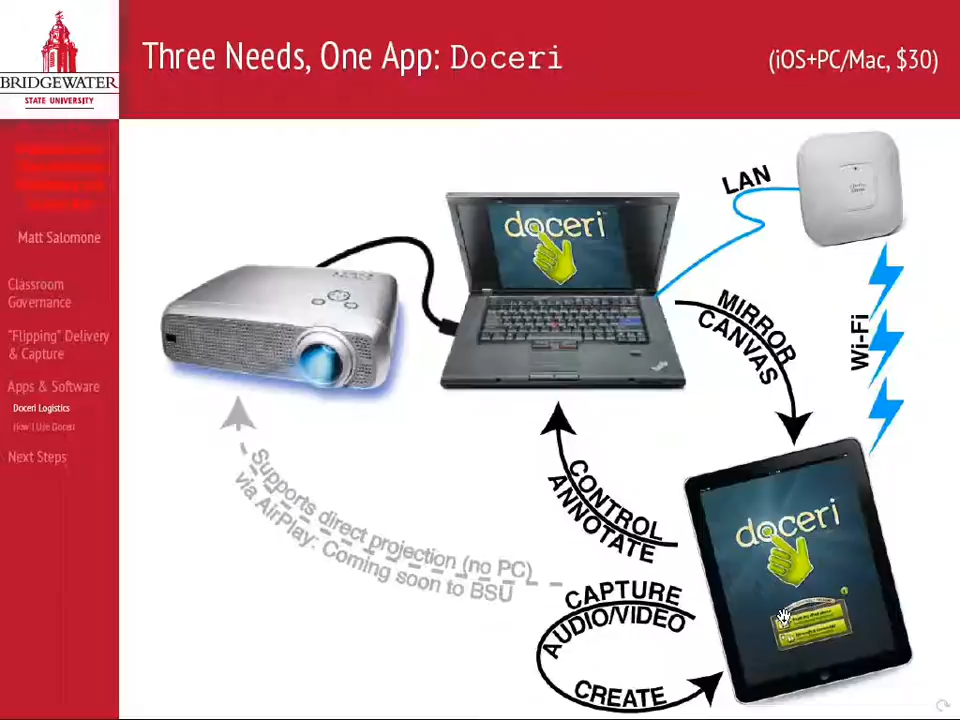 BRIDGEWATER
STATE UNIVERSITY
Three Needs, One App: Doceri
(iOS+PC/Mac, $30)
Matt Salomone
Classroom
Governance
"Flipping" Delivery
& Capture
Apps & Software
Doceri Logistics
How I Use Doceri
Next Steps
LAN
doceri
MIRROR
CANVAS
Wi-Fi
CONTROL
ANNOTATE
Supports direct projection (no PC)
via AirPlay: Coming soon to BSU
doceri
CAPTURE
AUDIO/VIDEO
CREATE